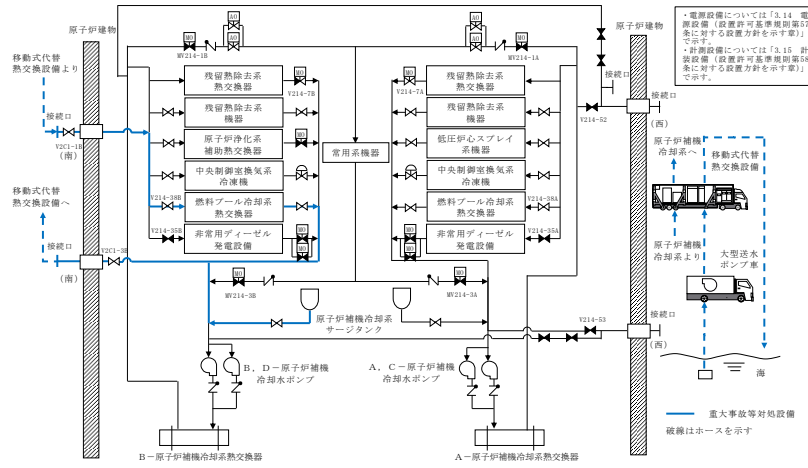 原子炉建物
MV214-1B
AO
AO
MV214-1A
原子炉建物
・電源設備については「3.14 電
源設備(設置許可基準規則第57
条に対する設置方針を示す章)」
で示す。
・計測設備については「3.15 計
装設備(設置許可基準規則第58
条に対する設置方針を示す章)」
で示す。
移動式代替
熱交換設備より
接続口
V2C1-1B
(南)
移動式代替
熱交換設備へ
接続口
V2C1-3B
(南)
残留熱除去系
熱交換器
V214-7B
残留熱除去系
機器
原子炉浄化系
補助熱交換器
中央制御室換気系
冷凍機
V214-38B
燃料プール冷却系
熱交換器
V214-35B
非常用ディーゼル
発電設備
常用系機器
残留熱除去系
熱交換器
V214-7A
残留熱除去系
機器
低圧炉心スプレイ
系機器
中央制御室換気系
冷凍機
燃料プール冷却系
熱交換器
V214-38A
非常用ディーゼル
発電設備
V214-35A
接続口
V214-52
(西)
MV214-3B
MV214-3A
原子炉補機冷却系
サージタンク
V214-53
接続口
(西)
B,D-原子炉補機
冷却水ポンプ
A,C-原子炉補機
冷却水ポンプ
B-原子炉補機冷却系熱交換器
A-原子炉補機冷却系熱交換器
原子炉補機
冷却系へ
移動式代替
熱交換設備
原子炉補機
冷却系より
大型送水
ポンプ車
海
重大事故等対処設備
破線はホースを示す